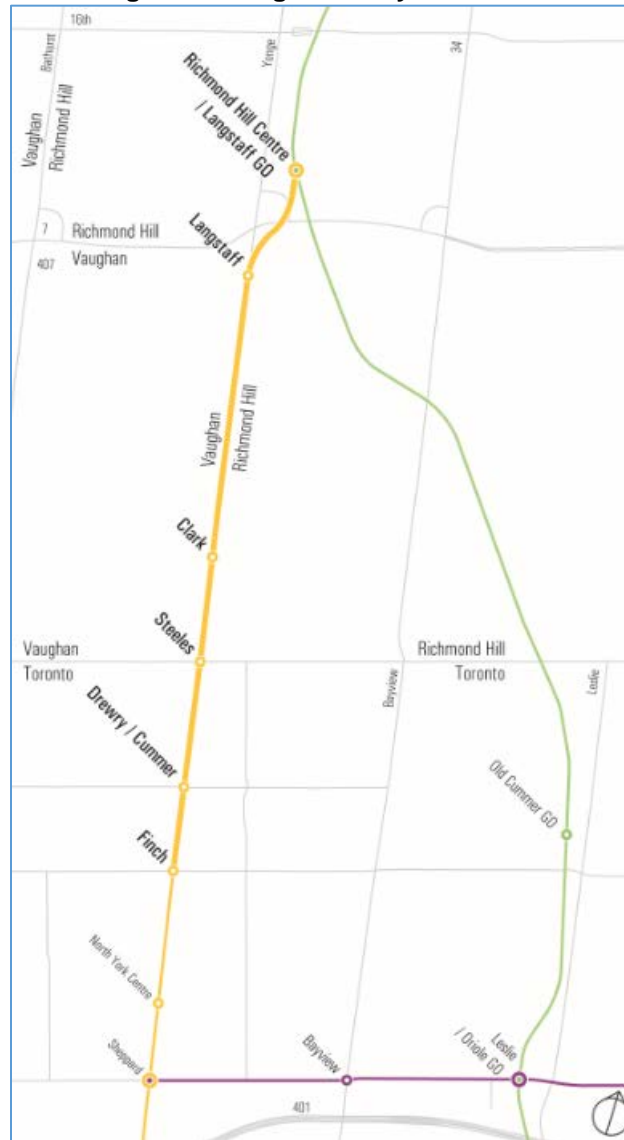 16th
Bathurst
Yonge
34
Vaughan
Richmond Hill
Richmond Hill Centre
/ Langstaff GO
7
Richmond Hill
407
Vaughan
Langstaff
Vaughan
Richmond Hill
Clark
Steeles
Vaughan
Toronto
Richmond Hill
Toronto
Bayview
Leslie
Drewry / Cummer
Old Cummer GO
Finch
North York Centre
Sheppard
Bayview
Leslie
/ Oriole GO
401